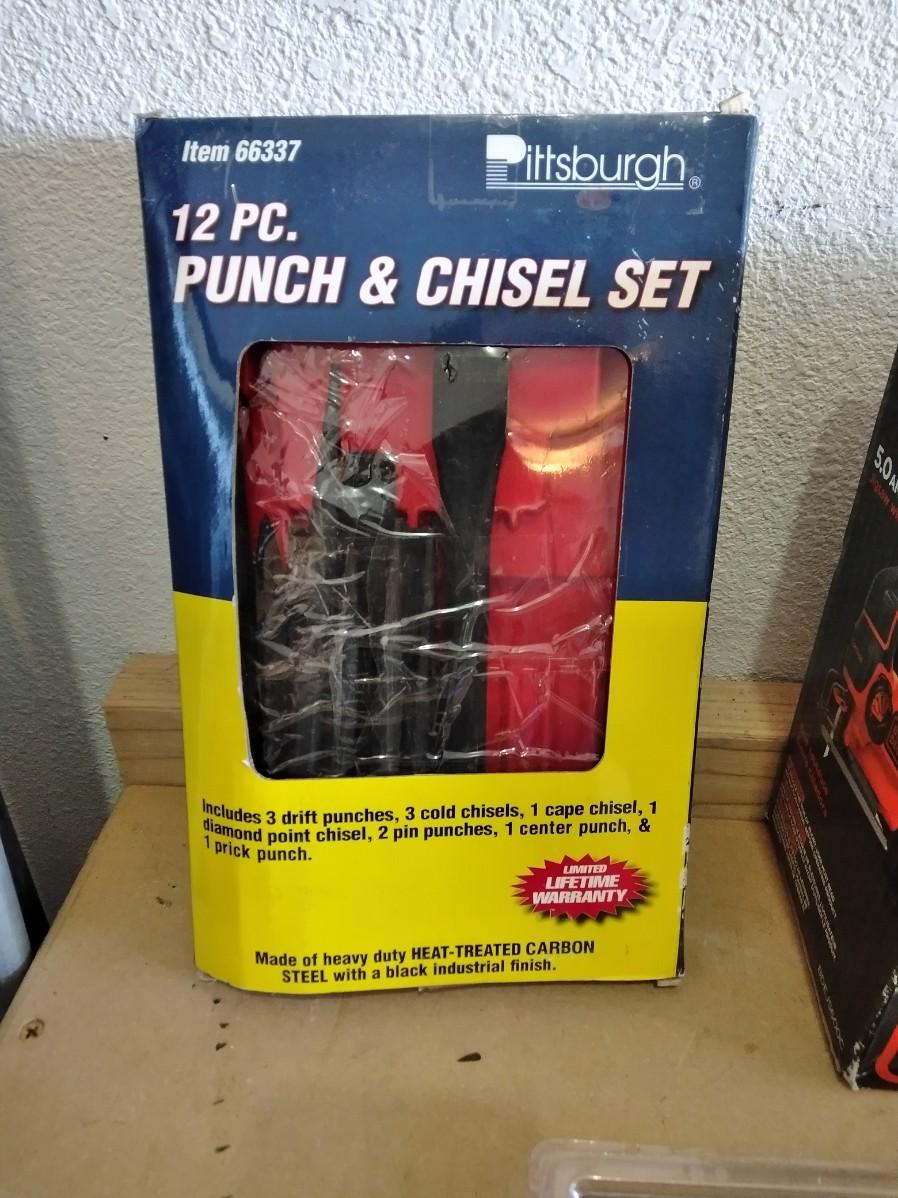 Item 66337
Pittsburgh®
12 PC.
PUNCH & CHISEL SET
Includes 3 drift punches, 3 cold chisels, 1 cape chisel, 1
diamond point chisel, 2 pin punches, 1 center punch, &
1 prick punch.
LIMITED
LIFETIME
WARRANTY
Made of heavy duty HEAT-TREATED CARBON
STEEL with a black industrial finish.
5.0